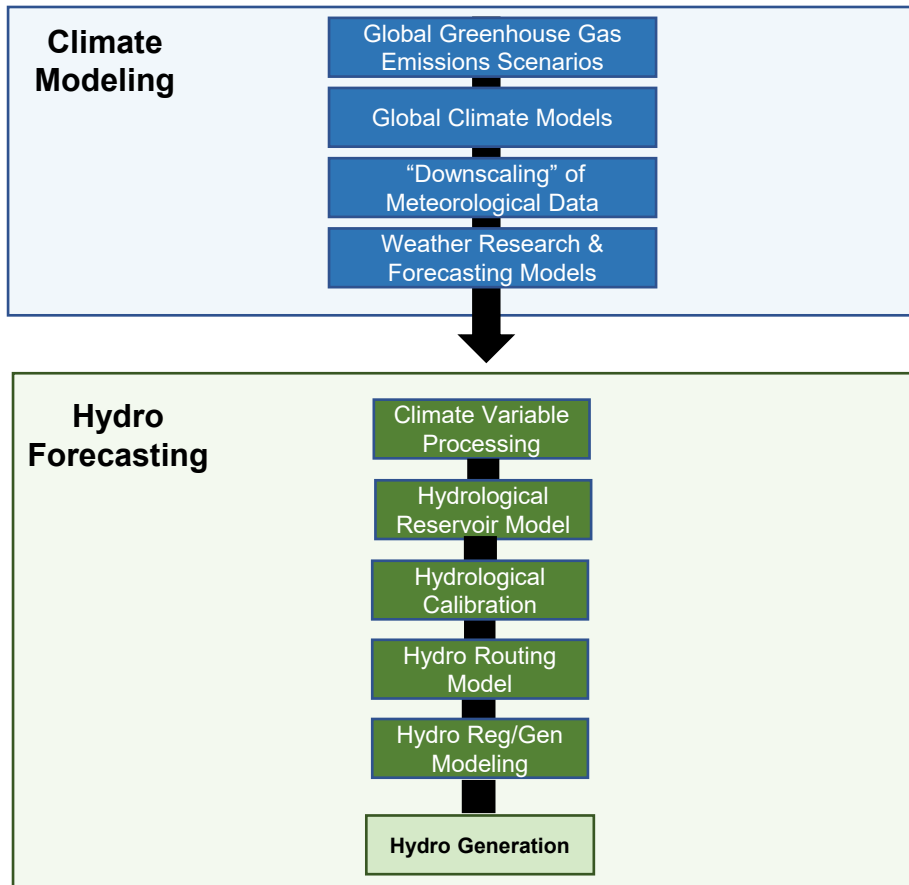 Climate
Modeling
Global Greenhouse Gas
Emissions Scenarios
Global Climate Models
“Downscaling” of
Meteorological Data
Weather Research &
Forecasting Models
Hydro
Forecasting
Climate Variable
Processing
Hydrological
Reservoir Model
Hydrological
Calibration
Hydro Routing
Model
Hydro Reg/Gen
Modeling
Hydro Generation